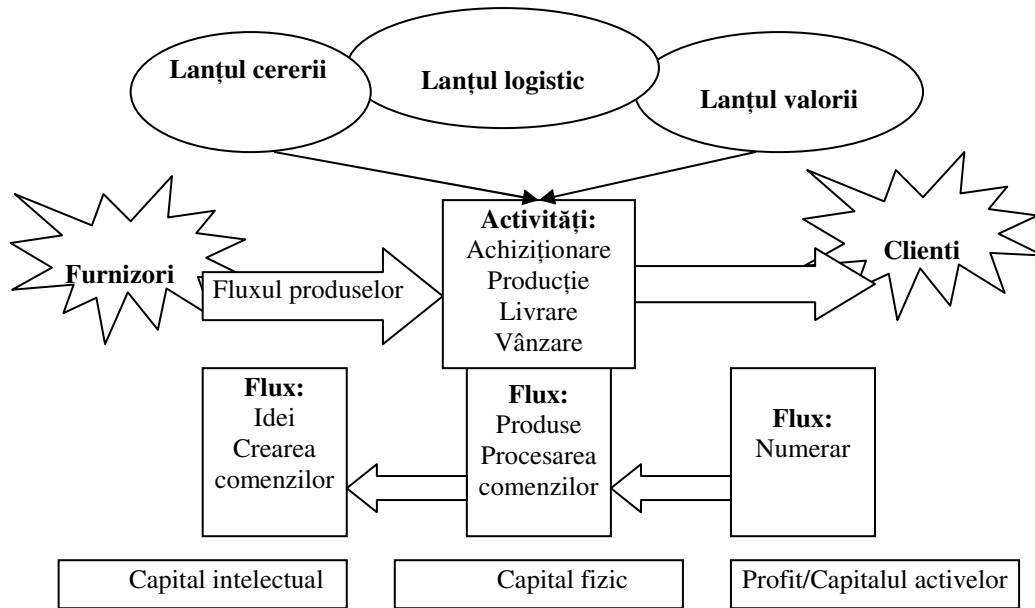 Lanțul cererii
Lanțul logistic
Lanțul valorii
Furnizori
Fluxul produselor
Activități:
Achiziționare
Producție
Livrare
Vânzare
Clienti
Flux:
Idei
Crearea
comenzilor
Flux:
Produse
Procesarea
comenzilor
Flux:
Numerar
Capital intelectual
Capital fizic
Profit/Capitalul activelor